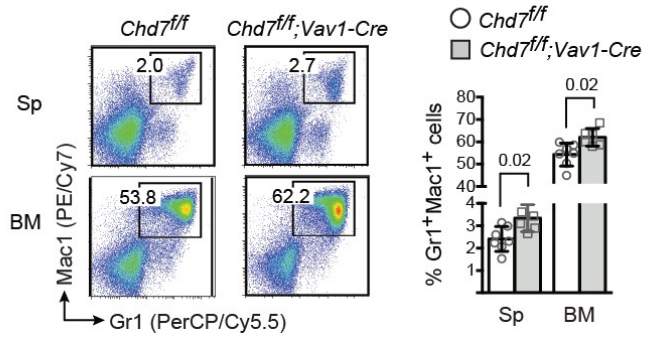 Chd7f/f
Chd7f/f;Vav1-Cre
Sp
2.0
2.7
BM
53.8
62.2
Mac1 (PE/Cy7)
Gr1 (PerCP/Cy5.5)
Chd7f/f
Chd7f/f;Vav1-Cre
% Gr1+Mac1+ cells
80
70
60
50
40
4
3
2
1
0.02
0.02
Sp
BM